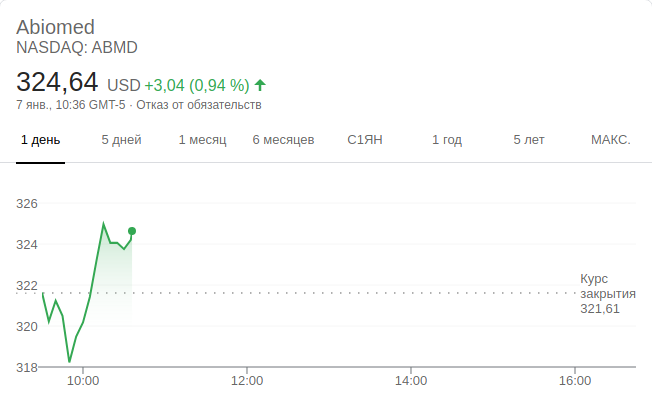 Abiomed
NASDAQ: ABMD
324,64 USD +3,04 (0,94 %)
7 янв., 10:36 GMT-5 · Отказ от обязательств
1 день 5 дней 1 месяц 6 месяцев С1ЯН 1 год 5 лет МАКС.
326
324
322
320
318
Курс
закрытия
321,61
10:00 12:00 14:00 16:00